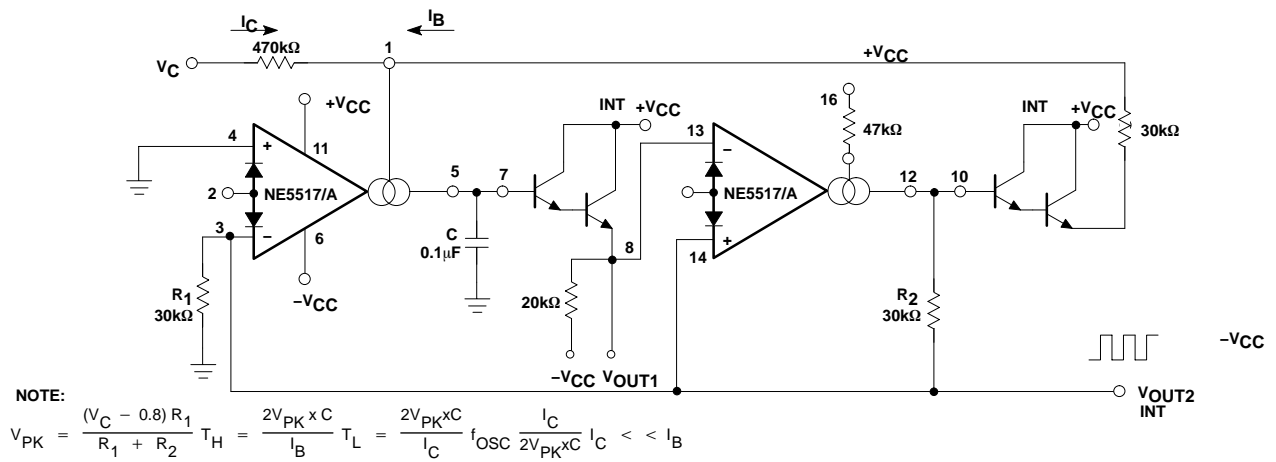 IC
IB
470kΩ
1
VC
+VCC
+VCC
4
+
11
2
NE5517/A
3
−
6
−VCC
R1
30kΩ
5
7
C
0.1μF
INT
+VCC
8
20kΩ
−VCC
VOUT1
13
−
NE5517/A
+
14
16
47kΩ
12
10
R2
30kΩ
INT
+VCC
30kΩ
−VCC
VOUT2
INT
NOTE:
VPK = (VC − 0.8) R1 / R1 + R2 TH = 2VPK x C / IB TL = 2VPKxC / IC fOSC IC / 2VPKxC IC < < IB